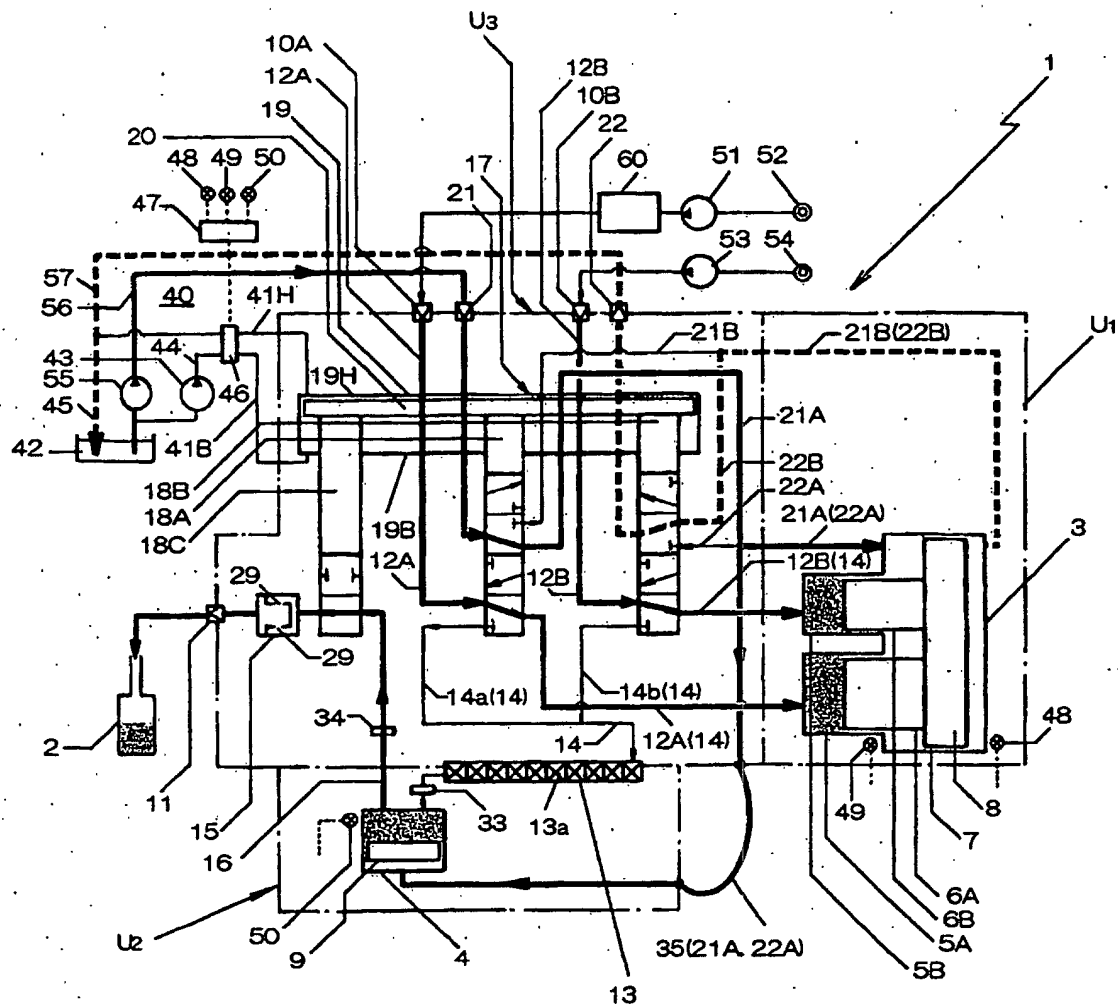 U3
10A
12A
19
20
12B
10B
22
1
48 49 50
17
21
60
51 52
47
53 54
57
56
40
41H
44
43
55
45
46
42
41B
21B
21B(22B)
U1
19H
21A
22B
18B
18A
18C
19B
22A
21A(22A)
12B(14)
3
12A
12B
29
29
14a(14)
14b(14)
34
14
12A(14)
48
2
11
33
13a
49
8
15
7
16
6A
6B
5A
5B
U2
50
9
4
35(21A. 22A)
13